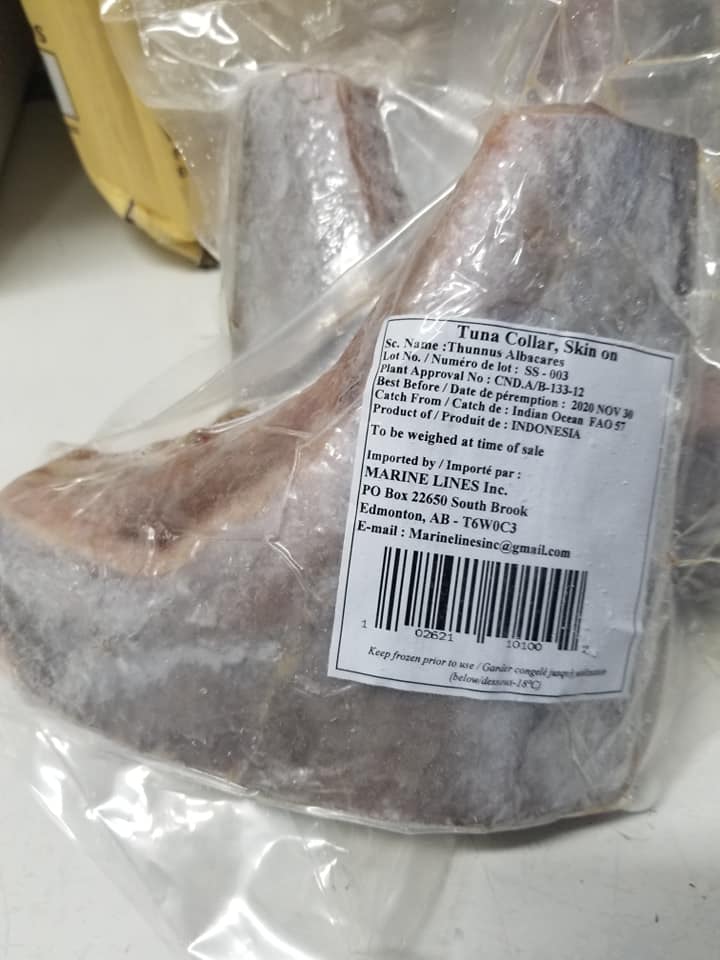 Tuna Collar, Skin on
Sc. Name :Thunnus Albacares
Lot No. / Numéro de lot : SS - 003
Plant Approval No : CND.A/B-133-12
Best Before / Date de péremption : 2020 NOV 30
Catch From / Catch de : Indian Ocean FAO 57
Product of / Produit de : INDONESIA
To be weighed at time of sale
Imported by / Importé par :
MARINE LINES Inc.
PO Box 22650 South Brook
Edmonton, AB - T6W0C3
E-mail : Marinelinesinc@gmail.com
1 02621 10100 2
Keep frozen prior to use / Garder congelé jusqu'à
(below/dessous-18°C)